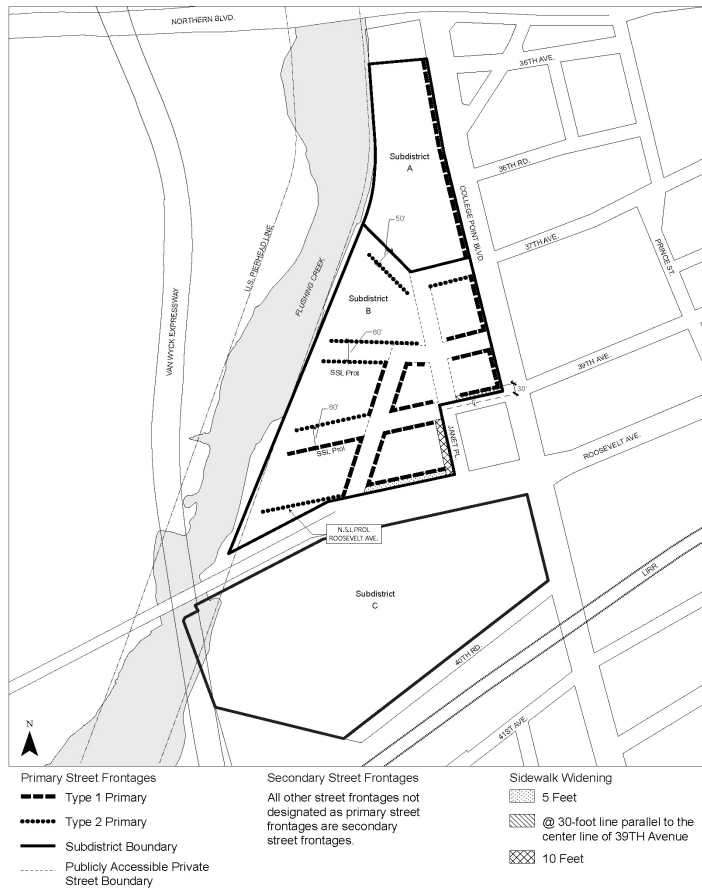 NORTHERN BLVD.
36TH AVE.
Subdistrict
A
36TH RD.
COLLEGE POINT BLVD.
50'
37TH AVE.
PRINCE ST.
U.S. PIERHEAD LINE
FLUSHING CREEK
VAN WYCK EXPRESSWAY
Subdistrict
B
60'
SSL Prol
39TH AVE.
30'
℄
60'
SSL Prol
JANET PL.
ROOSEVELT AVE.
N.S.L PROL
ROOSEVELT AVE.
LIRR
Subdistrict
C
40TH RD.
41ST AVE.
N
Primary Street Frontages
Type 1 Primary
Type 2 Primary
Subdistrict Boundary
Publicly Accessible Private
Street Boundary
Secondary Street Frontages
All other street frontages not
designated as primary street
frontages are secondary
street frontages.
Sidewalk Widening
5 Feet
@ 30-foot line parallel to the
center line of 39TH Avenue
10 Feet